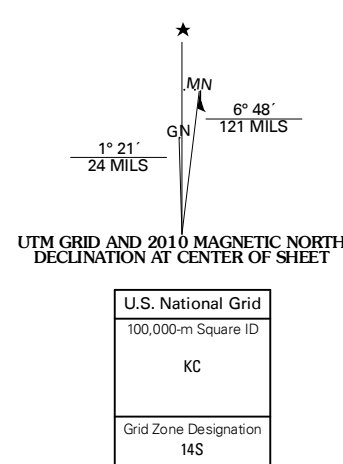 ★
MN
6° 48´
121 MILS
GN
1° 21´
24 MILS
UTM GRID AND 2010 MAGNETIC NORTH
DECLINATION AT CENTER OF SHEET
U.S. National Grid
100,000-m Square ID
KC
Grid Zone Designation
14S